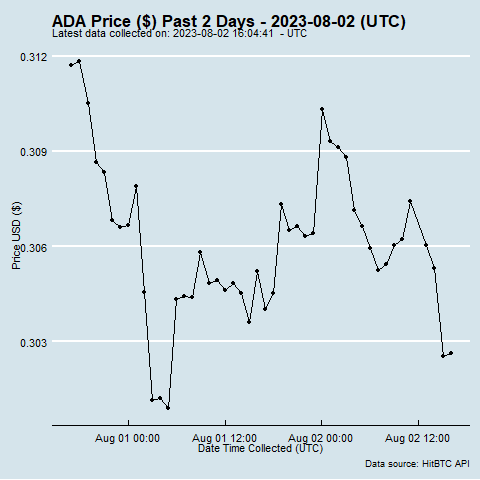 ADA Price ($) Past 2 Days - 2023-08-02 (UTC)
Latest data collected on: 2023-08-02 16:04:41 - UTC
0.312
0.309
0.306
0.303
Price USD ($)
Aug 01 00:00 Aug 01 12:00 Aug 02 00:00 Aug 02 12:00
Date Time Collected (UTC)
Data source: HitBTC API